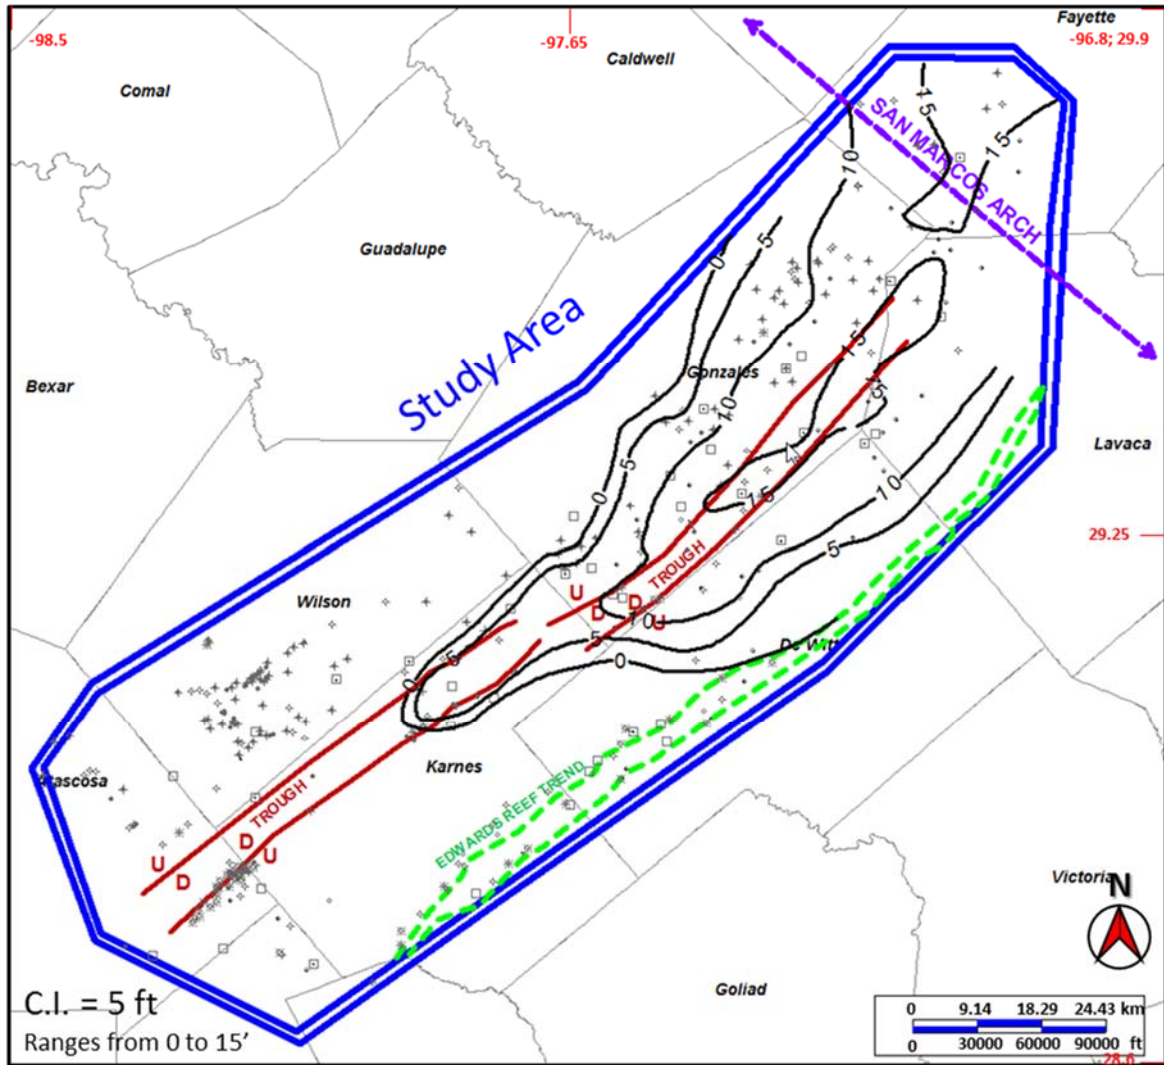 Fayette
-98.5
-97.65
-96.8; 29.9
Caldwell
Comal
15
SAN MARCOS ARCH
15
10
Guadalupe
5
0
Study Area
15
Gonzales
Bexar
15
10
Lavaca
5
10
0
15
29.25
TROUGH
U
D
D
U
Wilson
10
5
De Witt
5
0
0
Karnes
EDWARDS REEF TREND
TROUGH
D
U
U
D
Victoria
N
Goliad
C.I. = 5 ft
Ranges from 0 to 15’
0 9.14 18.29 24.43 km
0 30000 60000 90000 ft
-28.6